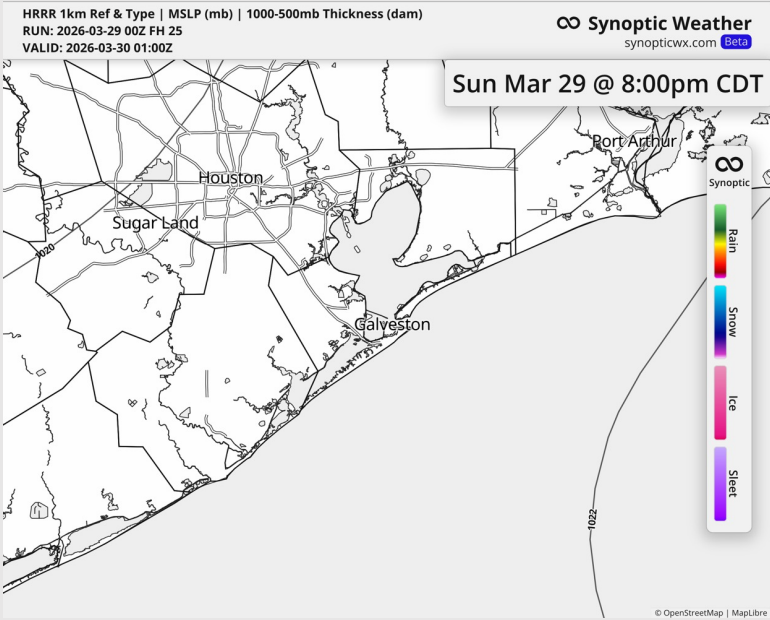 HRRR 1km Ref & Type | MSLP (mb) | 1000-500mb Thickness (dam)
RUN: 2026-03-29 00Z FH 25
VALID: 2026-03-30 01:00Z
Synoptic Weather
synopticwx.com Beta
Sun Mar 29 @ 8:00pm CDT
Port Arthur
Houston
Synoptic
Sugar Land
Rain
1020
Snow
Galveston
Ice
Sleet
1022
© OpenStreetMap | MapLibre